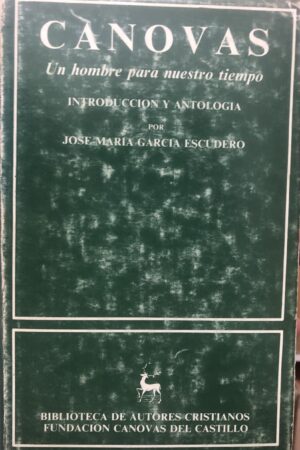 CANOVAS
Un hombre para nuestro tiempo
INTRODUCCION Y ANTOLOGIA
POR
JOSE MARIA GARCIA ESCUDERO
BIBLIOTECA DE AUTORES CRISTIANOS
FUNDACION CANOVAS DEL CASTILLO